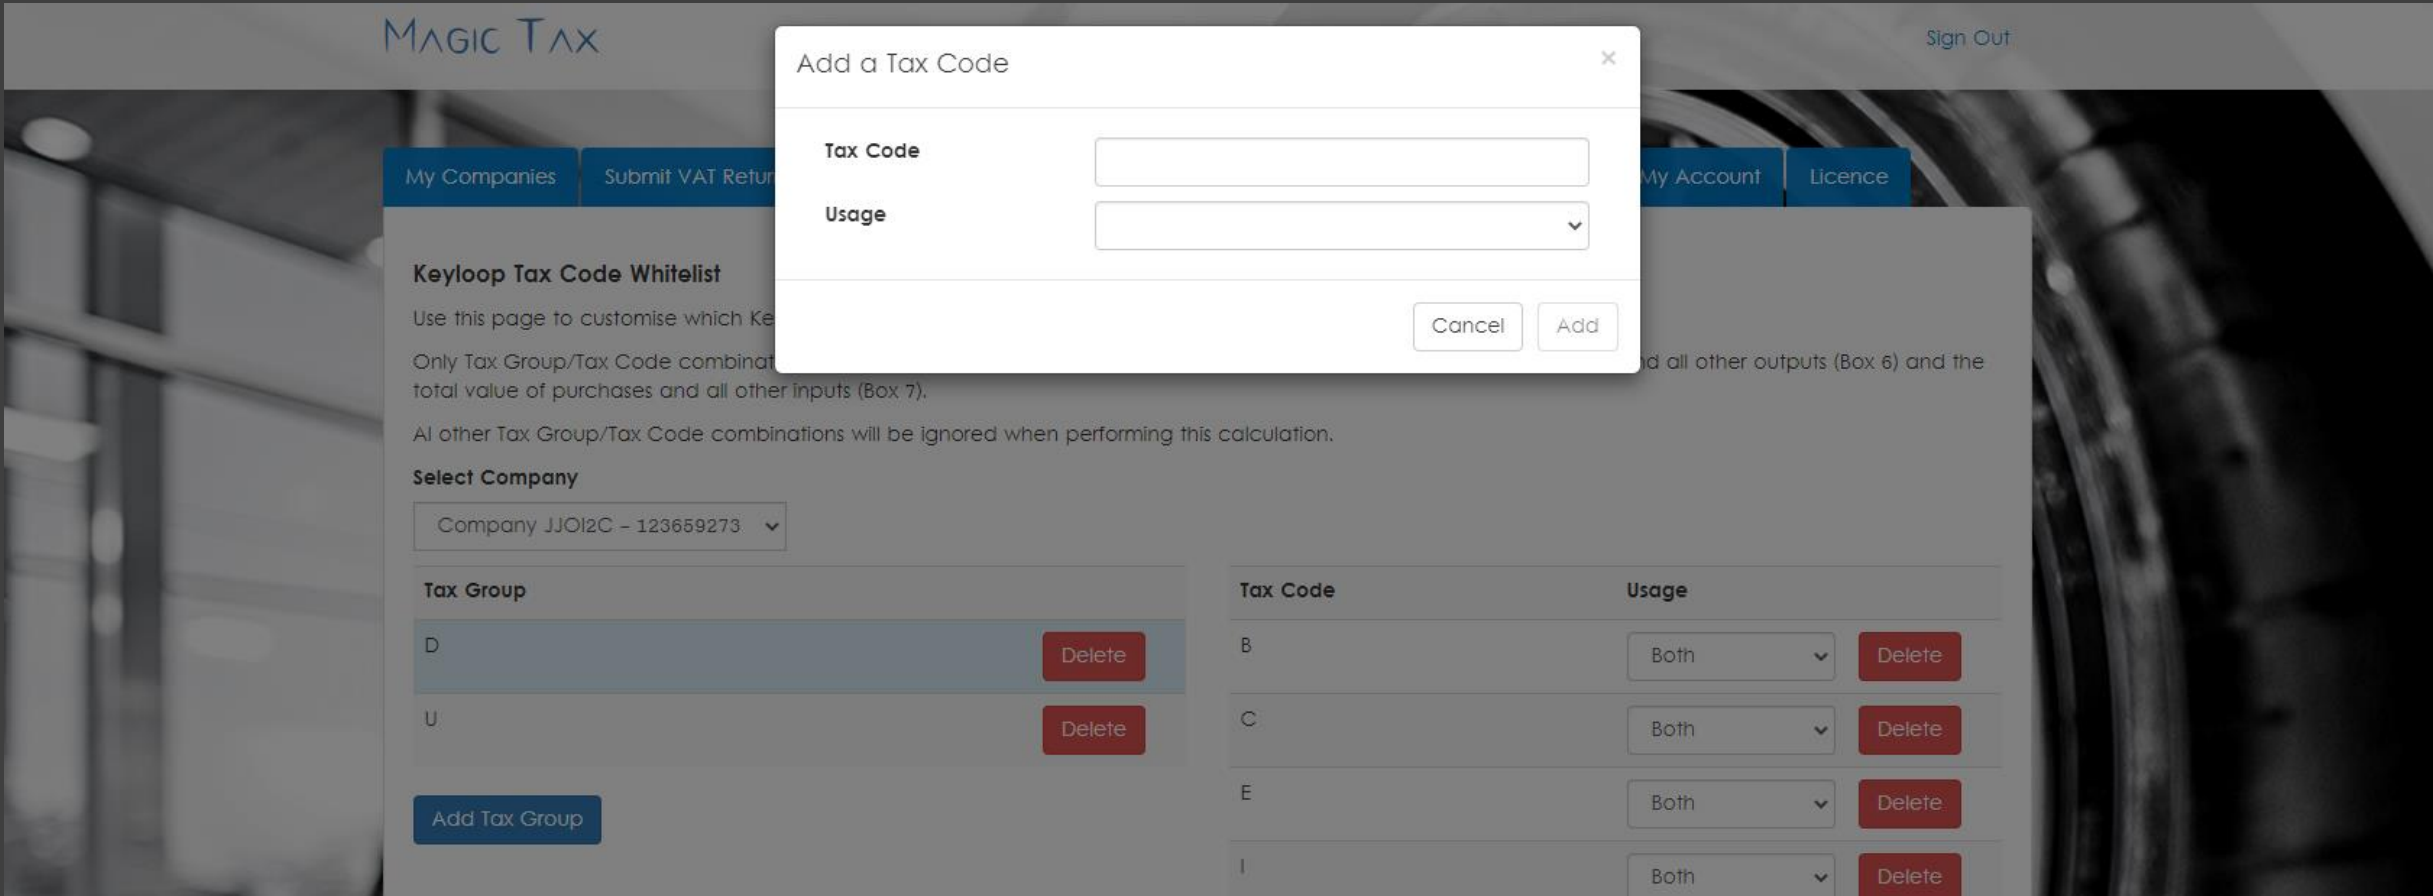 MAGIC TAX
Sign Out
Add a Tax Code
×
Tax Code
Usage
Cancel
Add
My Companies
Submit VAT Retur
My Account
Licence
Keyloop Tax Code Whitelist
Use this page to customise which Ke
Only Tax Group/Tax Code combinat
all other outputs (Box 6) and the
total value of purchases and all other inputs (Box 7).
Al other Tax Group/Tax Code combinations will be ignored when performing this calculation.
Select Company
Company JJOI2C - 123659273
Tax Group
Tax Code
Usage
D
Delete
B
Both
Delete
U
Delete
C
Both
Delete
E
Both
Delete
Add Tax Group
I
Both
Delete